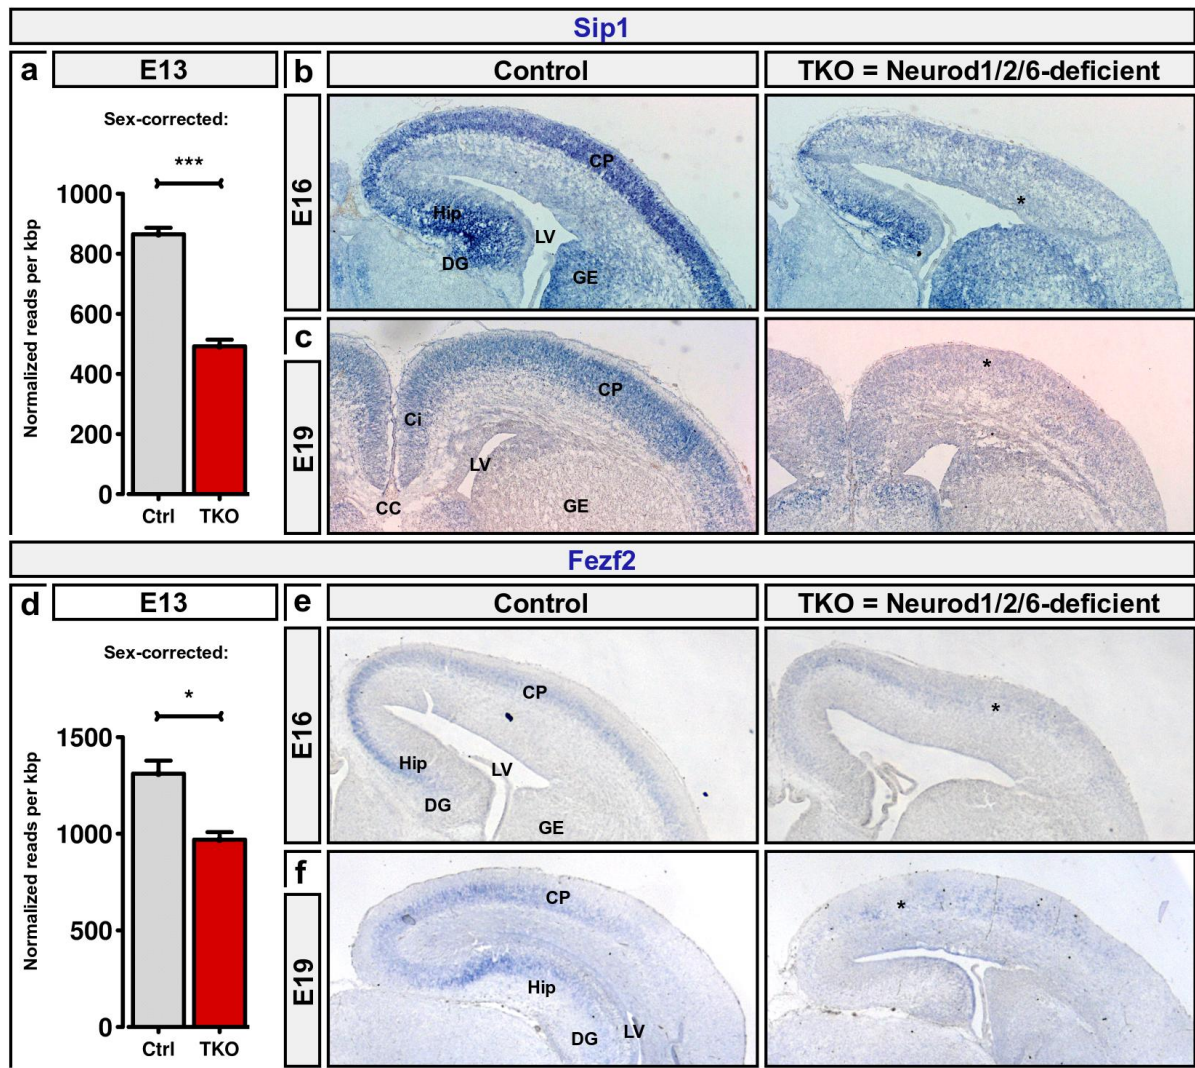 Sip1
a
E13
Sex-corrected:
***
Normalized reads per kbp
1000
800
600
400
200
0
Ctrl
TKO
b
Control
TKO = Neurod1/2/6-deficient
E16
CP
Hip
LV
DG
GE
*
c
E19
CP
Ci
LV
CC
GE
*
Fezf2
d
E13
Sex-corrected:
*
Normalized reads per kbp
1500
1000
500
0
Ctrl
TKO
e
Control
TKO = Neurod1/2/6-deficient
E16
CP
Hip
LV
DG
GE
*
f
E19
CP
Hip
LV
DG
*